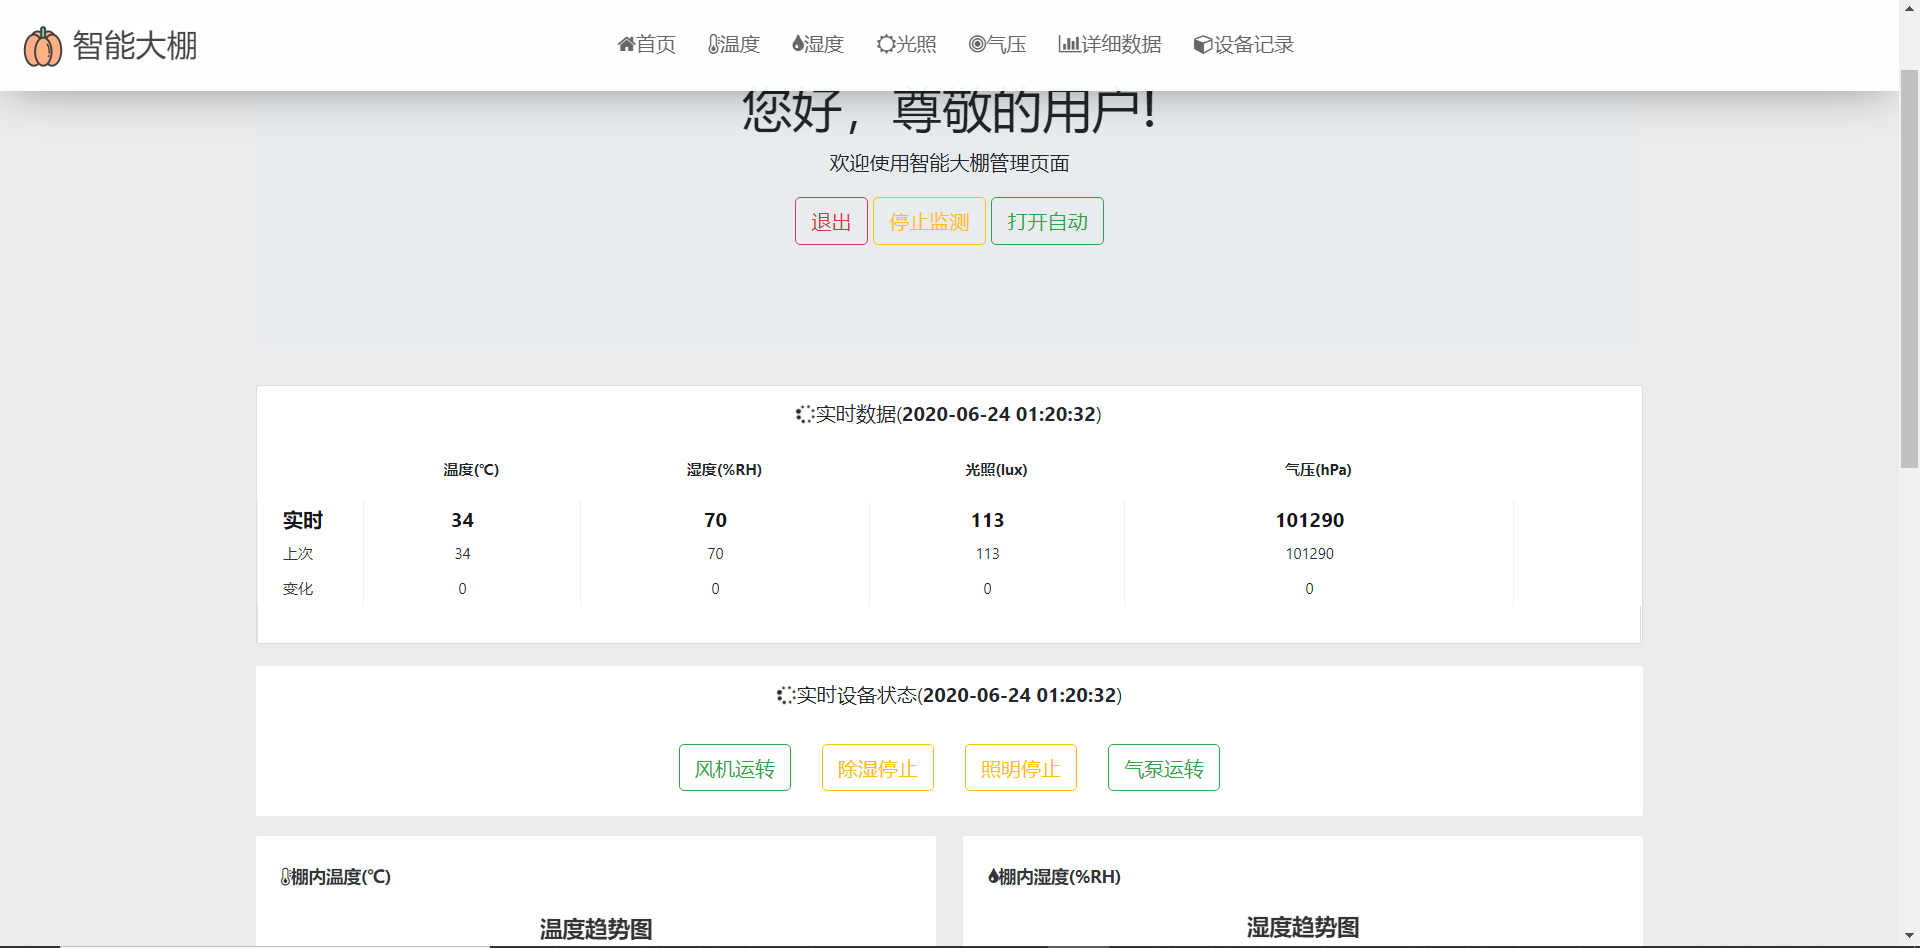 智能大棚
首页 温度 湿度 光照 气压 详细数据 设备记录
您好，尊敬的用户!
欢迎使用智能大棚管理页面
退出 停止监测 打开自动
实时数据(2020-06-24 01:20:32)
温度(℃) 湿度(%RH) 光照(lux) 气压(hPa)
实时 34 70 113 101290
上次 34 70 113 101290
变化 0 0 0 0
实时设备状态(2020-06-24 01:20:32)
风机运转 除湿停止 照明停止 气泵运转
棚内温度(℃)
温度趋势图
棚内湿度(%RH)
湿度趋势图